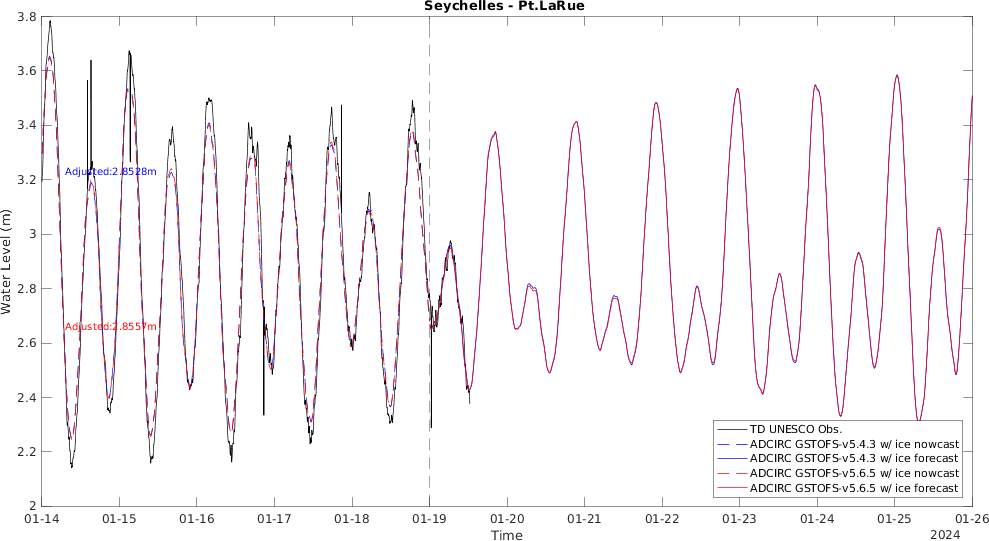 Seychelles - Pt.LaRue
Water Level (m)
3.8
3.6
3.4
3.2
3
2.8
2.6
2.4
2.2
2
Adjusted:2.8528m
Adjusted:2.8557m
TD UNESCO Obs.
ADCIRC GSTOFS-v5.4.3 w/ ice nowcast
ADCIRC GSTOFS-v5.4.3 w/ ice forecast
ADCIRC GSTOFS-v5.6.5 w/ ice nowcast
ADCIRC GSTOFS-v5.6.5 w/ ice forecast
01-14 01-15 01-16 01-17 01-18 01-19 01-20 01-21 01-22 01-23 01-24 01-25 01-26
Time
2024